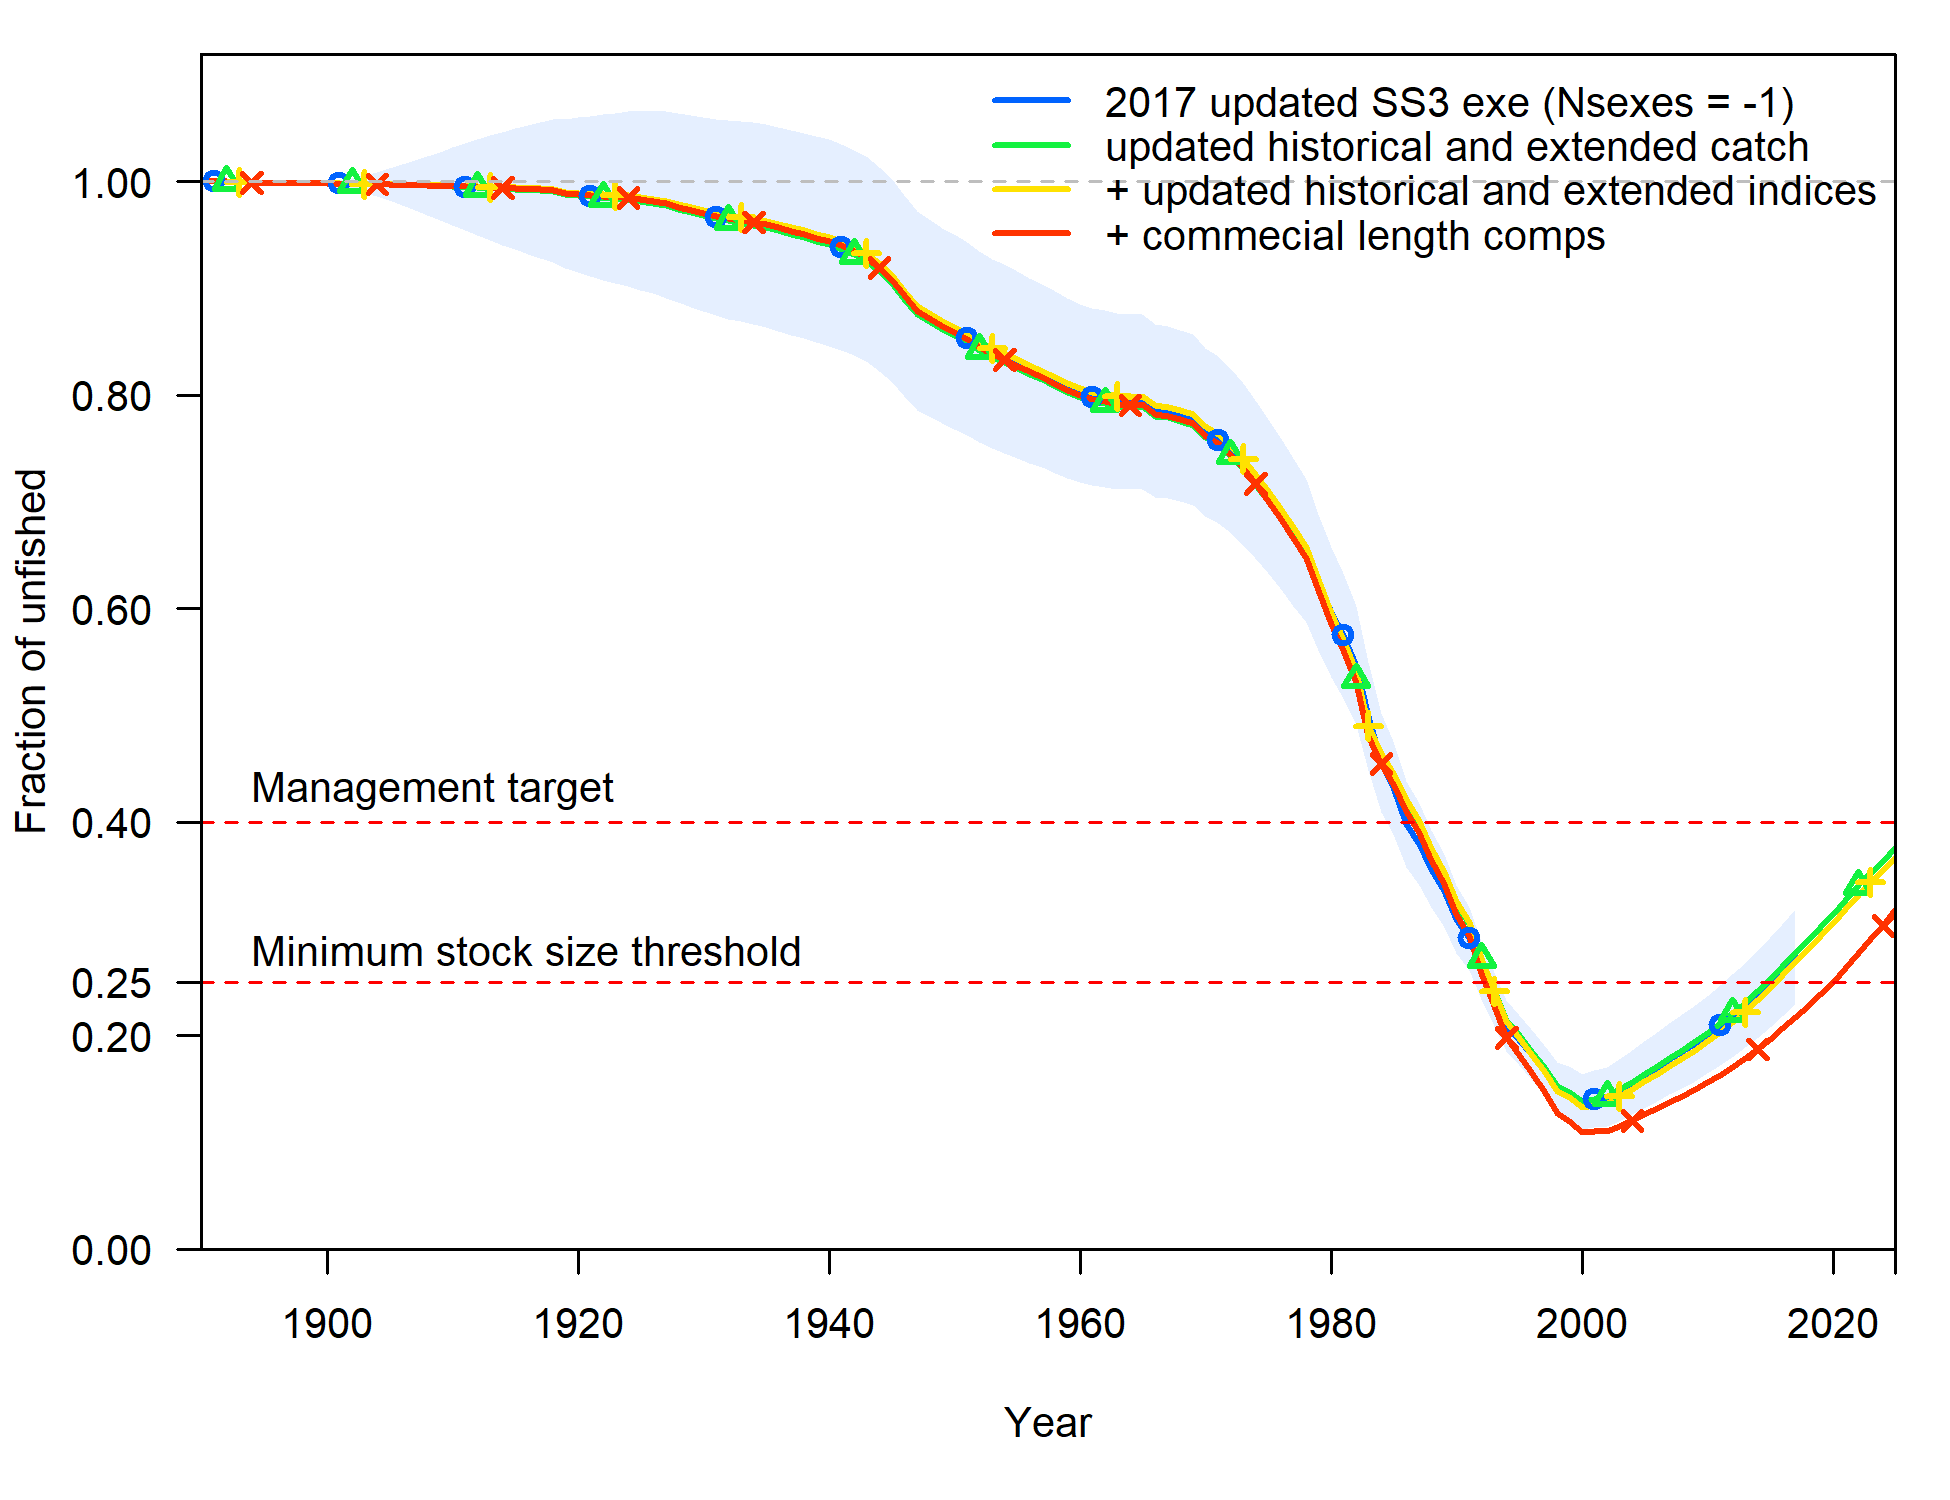 2017 updated SS3 exe (Nsexes = -1)
updated historical and extended catch
+ updated historical and extended indices
+ commecial length comps
Fraction of unfished
1.00
0.80
0.60
0.40
0.25
0.20
0.00
Management target
Minimum stock size threshold
1900
1920
1940
1960
1980
2000
2020
Year